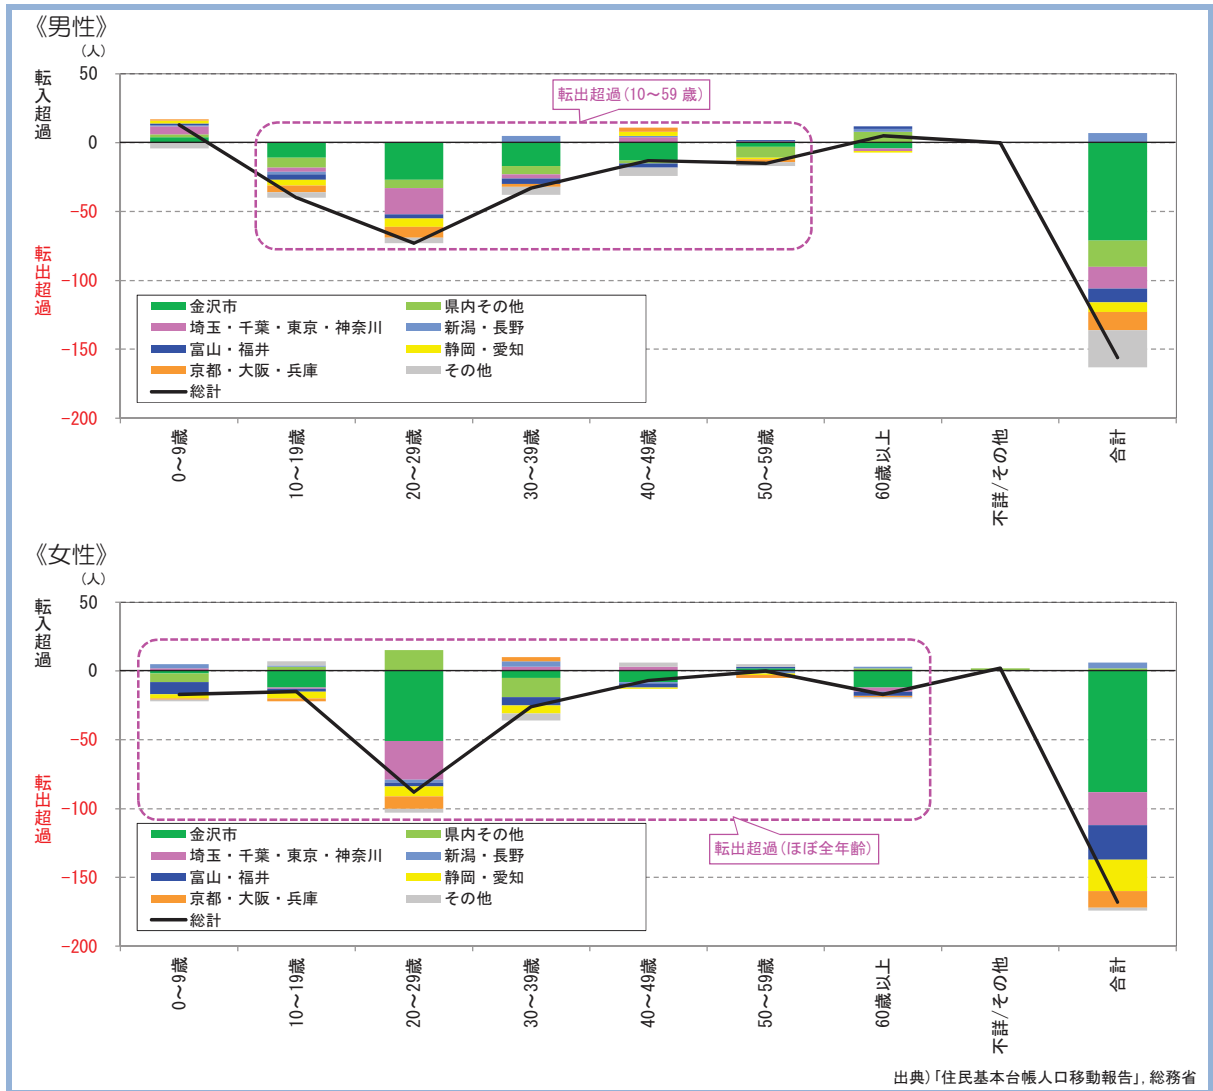 《男性》
(人)
転入超過
転出超過
50
0
-50
-100
-150
-200
転出超過(10～59 歳)
金沢市
県内その他
埼玉・千葉・東京・神奈川
新潟・長野
富山・福井
静岡・愛知
京都・大阪・兵庫
その他
総計
0～9歳
10～19歳
20～29歳
30～39歳
40～49歳
50～59歳
60歳以上
不詳/その他
合計
《女性》
(人)
転入超過
転出超過
50
0
-50
-100
-150
-200
転出超過(ほぼ全年齢)
金沢市
県内その他
埼玉・千葉・東京・神奈川
新潟・長野
富山・福井
静岡・愛知
京都・大阪・兵庫
その他
総計
0～9歳
10～19歳
20～29歳
30～39歳
40～49歳
50～59歳
60歳以上
不詳/その他
合計
出典)「住民基本台帳人口移動報告」, 総務省